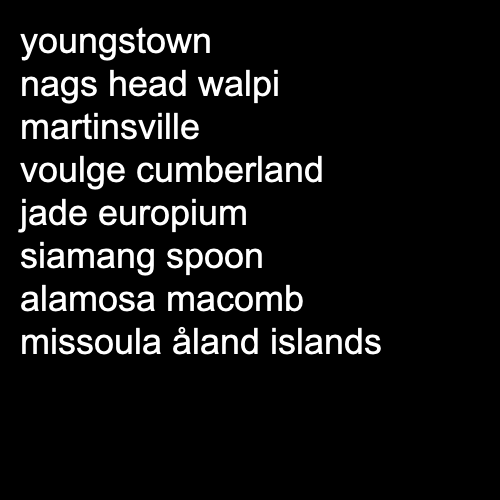 youngstown
nags head walpi
martinsville
voulge cumberland
jade europium
siamang spoon
alamosa macomb
missoula åland islands